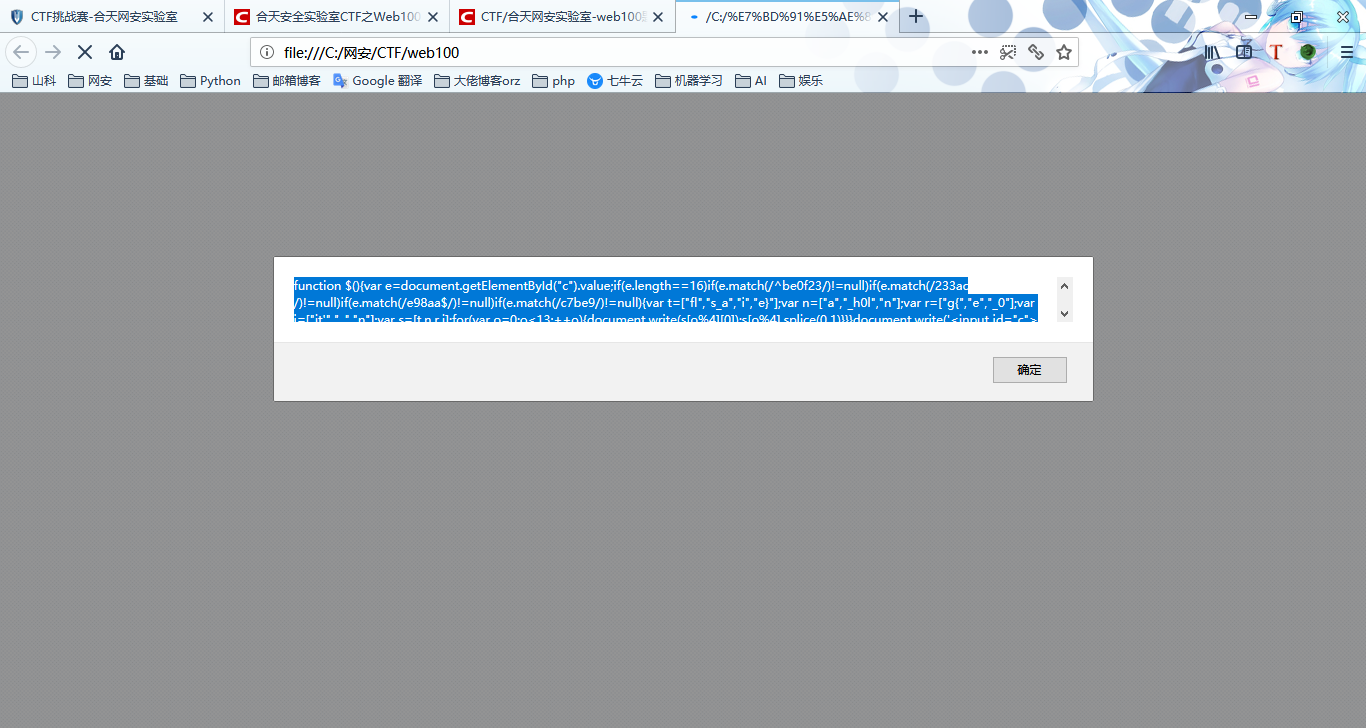 CTF挑战赛-合天网安实验室
合天安全实验室CTF之Web100
CTF/合天网安实验室-web100
/C:/%E7%BD%91%E5%AE%8
file:///C:/网安/CTF/web100
山科
网安
基础
Python
邮箱博客
Google 翻译
大佬博客orz
php
七牛云
机器学习
AI
娱乐
function $(){var e=document.getElementById("c").value;if(e.length==16)if(e.match(/^be0f23/)!=null)if(e.match(/233ac
/)!=null)if(e.match(/e98aa$/)!=null)if(e.match(/c7be9/)!=null){var t=["fl","s_a","i","e}"];var n=["a","_h0l","n"];var r=["g{","e","_0"];var
i=["it'","_","n"];var s=[t,n,r,i];for(var o=0;o<13;++o){document.write(s[o%4][0]);s[o%4].splice(0,1)}}}document.write('<input id="c">
确定